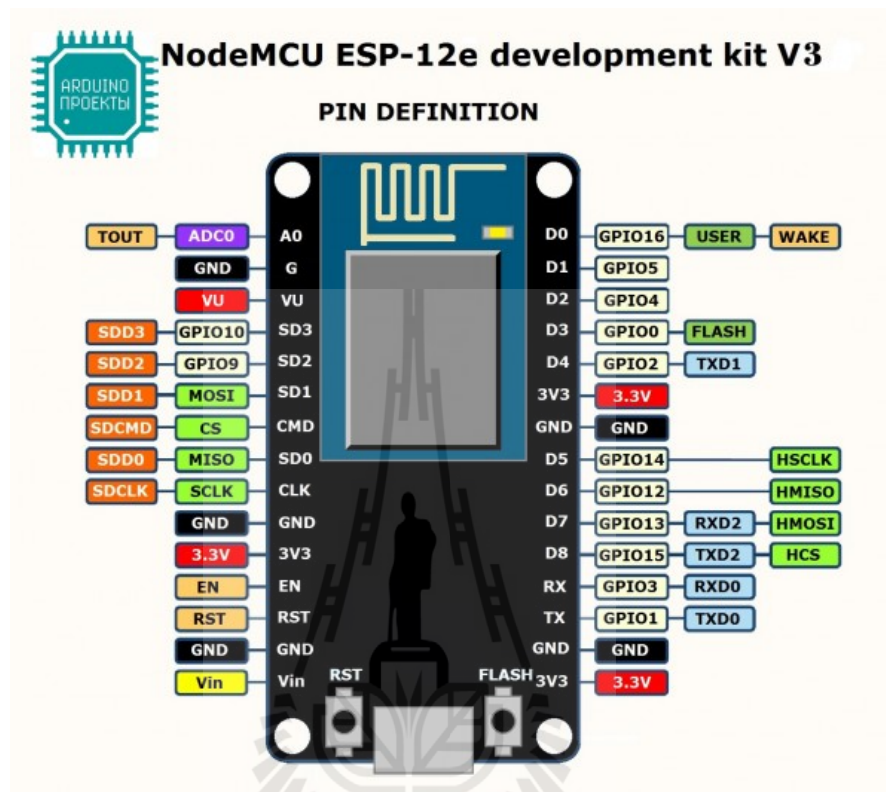 NodeMCU ESP-12e development kit V3
ARDUINO
ПРОЕКТЫ
PIN DEFINITION
TOUT ADC0 A0 D0 GPIO16 USER WAKE
GND G D1 GPIO5
VU VU D2 GPIO4
SDD3 GPIO10 SD3 D3 GPIO0 FLASH
SDD2 GPIO9 SD2 D4 GPIO2 TXD1
SDD1 MOSI SD1 3V3 3.3V
SDCMD CS CMD GND GND
SDD0 MISO SD0 D5 GPIO14 HSCLK
SDCLK SCLK CLK D6 GPIO12 HMISO
GND GND D7 GPIO13 RXD2 HMOSI
3.3V 3V3 D8 GPIO15 TXD2 HCS
EN EN RX GPIO3 RXD0
RST RST TX GPIO1 TXD0
GND GND GND GND
Vin Vin RST FLASH 3V3 3.3V